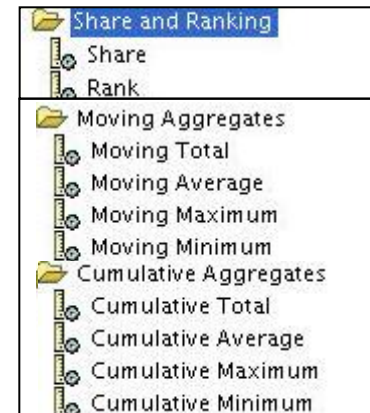 Share and Ranking
Share
Rank
Moving Aggregates
Moving Total
Moving Average
Moving Maximum
Moving Minimum
Cumulative Aggregates
Cumulative Total
Cumulative Average
Cumulative Maximum
Cumulative Minimum